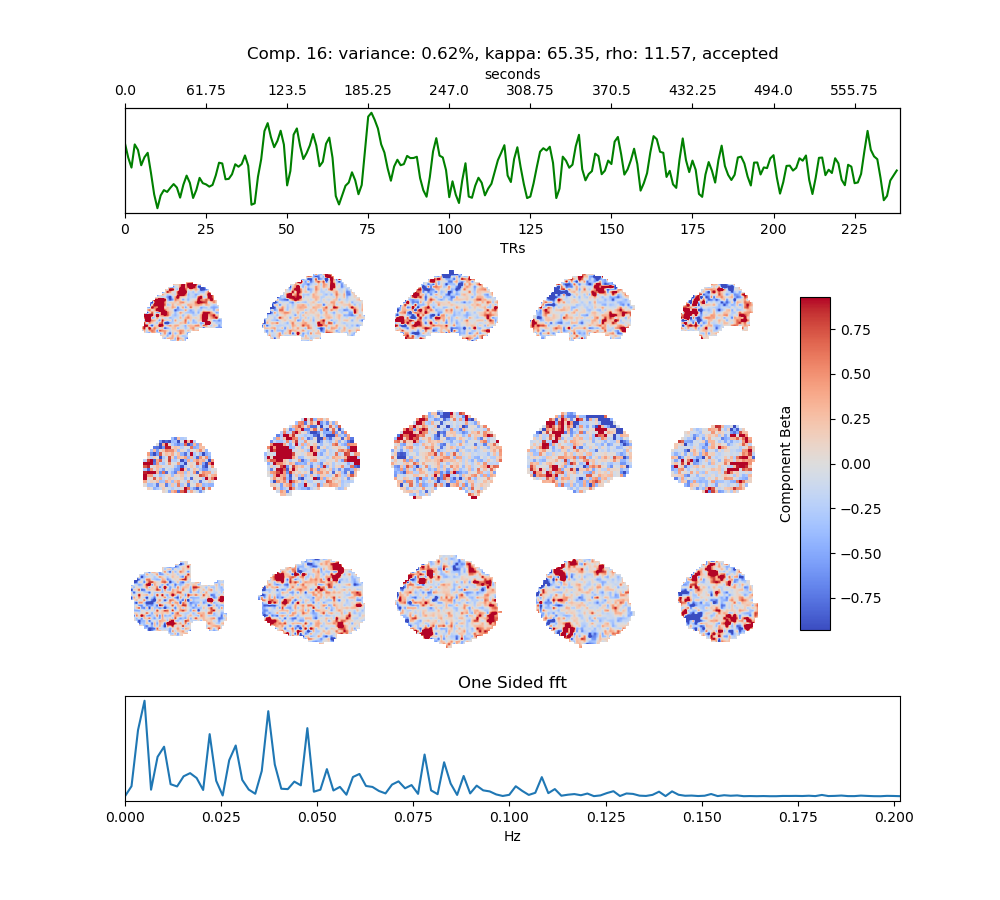 Comp. 16: variance: 0.62%, kappa: 65.35, rho: 11.57, accepted
seconds
0.0 61.75 123.5 185.25 247.0 308.75 370.5 432.25 494.0 555.75
0 25 50 75 100 125 150 175 200 225
TRs
0.75
0.50
0.25
0.00
−0.25
−0.50
−0.75
Component Beta
One Sided fft
0.000 0.025 0.050 0.075 0.100 0.125 0.150 0.175 0.200
Hz